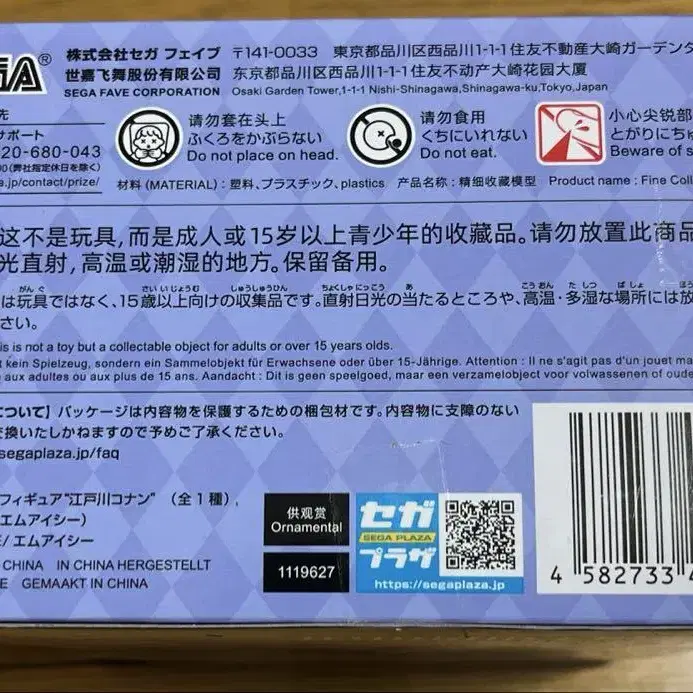 GA®
株式会社セガ フェイブ 〒141-0033 東京都品川区西品川1-1-1住友不動産大崎ガーデンタ
世嘉飞舞股份有限公司 东京都品川区西品川1-1-1住友不动产大崎花园大厦
SEGA FAVE CORPORATION Osaki Garden Tower,1-1-1 Nishi-Shinagawa,Shinagawa-ku,Tokyo,Japan
先
サポート
20-680-043
00(弊社指定休日を除く)
e.jp/contact/prize/
请勿套在头上
ふくろをかぶらない
Do not place on head.
请勿食用
くちにいれない
Do not eat.
小心尖锐部
とがりにちゅ
Beware of s
材料 (MATERIAL) : 塑料、プラスチック、plastics 产品名称 : 精细收藏模型 Product name : Fine Coll
这不是玩具,而是成人或15岁以上青少年的收藏品。请勿放置此商品
光直射,高温或潮湿的地方。保留备用。
は玩具ではなく、15歳以上向けの収集品です。直射日光の当たるところや、高温・多湿な場所には放
さい。
is is not a toy but a collectable object for adults or over 15 years olds.
t kein Spielzeug, sondern ein Sammelobjekt für Erwachsene oder über 15-Jährige. Attention : Il ne s'agit pas d'un jouet ma
aux adultes ou aux plus de 15 ans. Aandacht : Dit is geen speelgoed, maar een verzamelobject voor volwassenen of oude
について】パッケージは内容物を保護するための梱包材です。内容物に支障のない
交換いたしかねますので予めご了承ください。
segaplaza.jp/faq
フィギュア"江戸川コナン" (全1種),
エムアイシー)
E/ エムアイシー
CHINA IN CHINA HERGESTELLT
E GEMAAKT IN CHINA
供观赏
Ornamental
1119627
セガ
SEGA PLAZA
プラザ
https://segaplaza.jp
4 582733 4